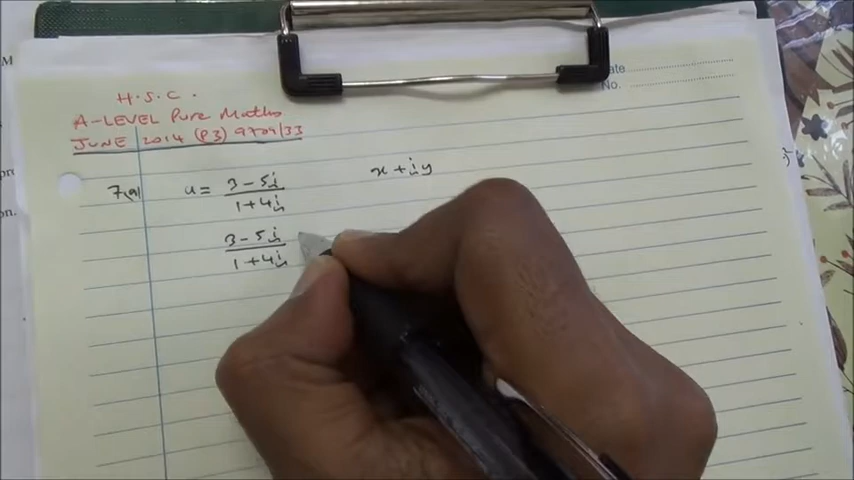 H.S.C.
A-LEVEL Pure Maths
JUNE 2014 (P3) 9709/33
No.
7(a) u = 3-5i / 1+4i x+iy
3-5i / 1+4i